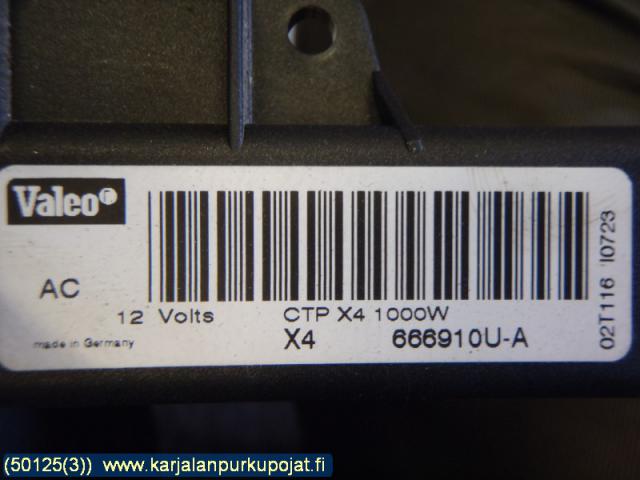 Valeo
AC
12 Volts CTP X4 1000W
made in Germany X4 666910U-A
02T116 I0723
(50125(3)) www.karjalanpurkupojat.fi